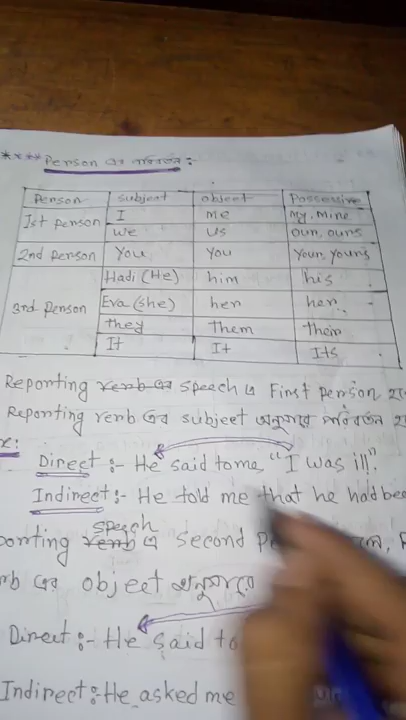 **** Person এর পরিবর্তন :
Person subject object Possessive
1st person I me my, mine
we us our, ours
2nd person you you your, yours
3rd person Hadi (He) him his
Eva (she) her her
they them their
It It Its
Reporting verb এর speech এ First person
Reporting verb এর subject অনুসারে পরিবর্তন
Direct :- He said to me "I was ill."
Indirect :- He told me that he had
speech
verb এ second
এর object অনুসারে
Direct :- He said to
Indirect :- He asked me